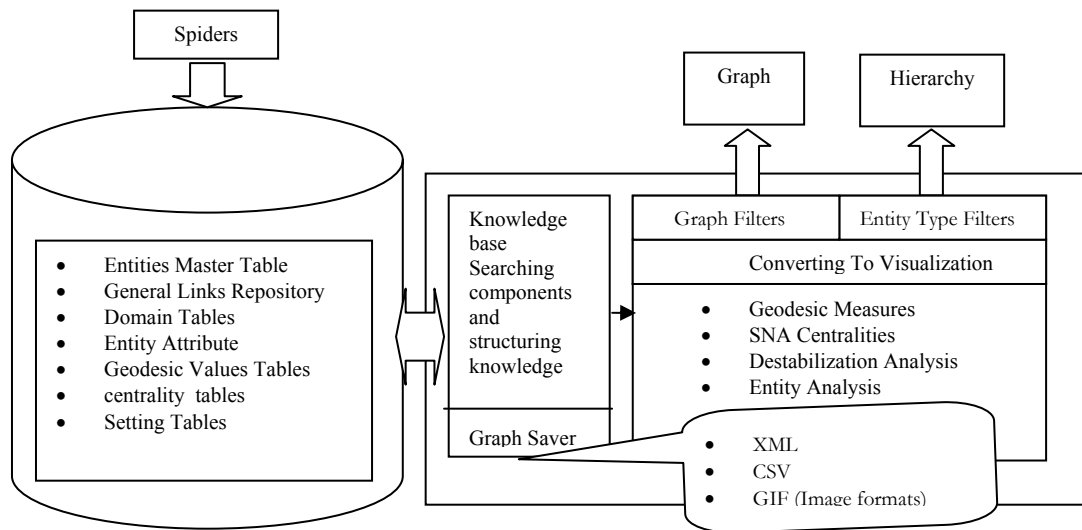 Spiders
Graph
Hierarchy
• Entities Master Table
• General Links Repository
• Domain Tables
• Entity Attribute
• Geodesic Values Tables
• centrality tables
• Setting Tables
Knowledge
base
Searching
components
and
structuring
knowledge
Graph Saver
Graph Filters
Entity Type Filters
Converting To Visualization
• Geodesic Measures
• SNA Centralities
• Destabilization Analysis
• Entity Analysis
• XML
• CSV
• GIF (Image formats)